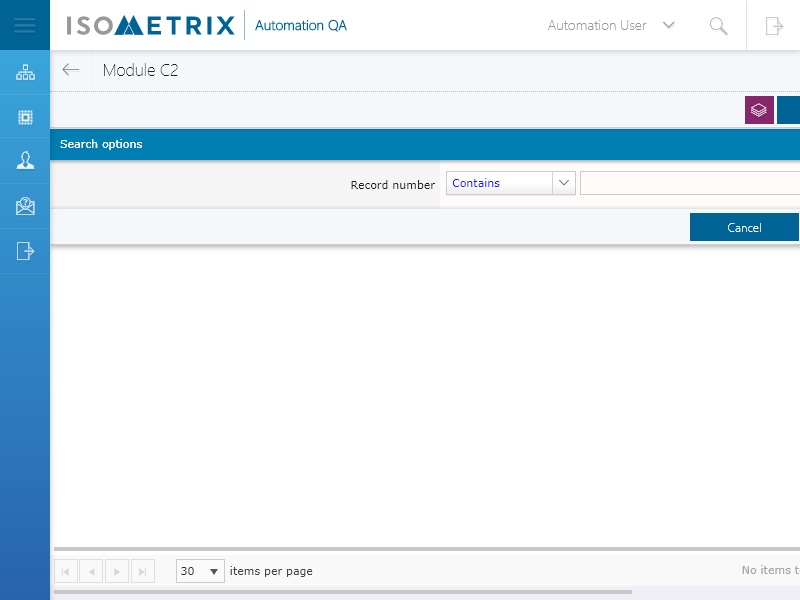 ISOMETRIX Automation QA
Automation User
Module C2
Search options
Record number Contains
Cancel
30 items per page
No items